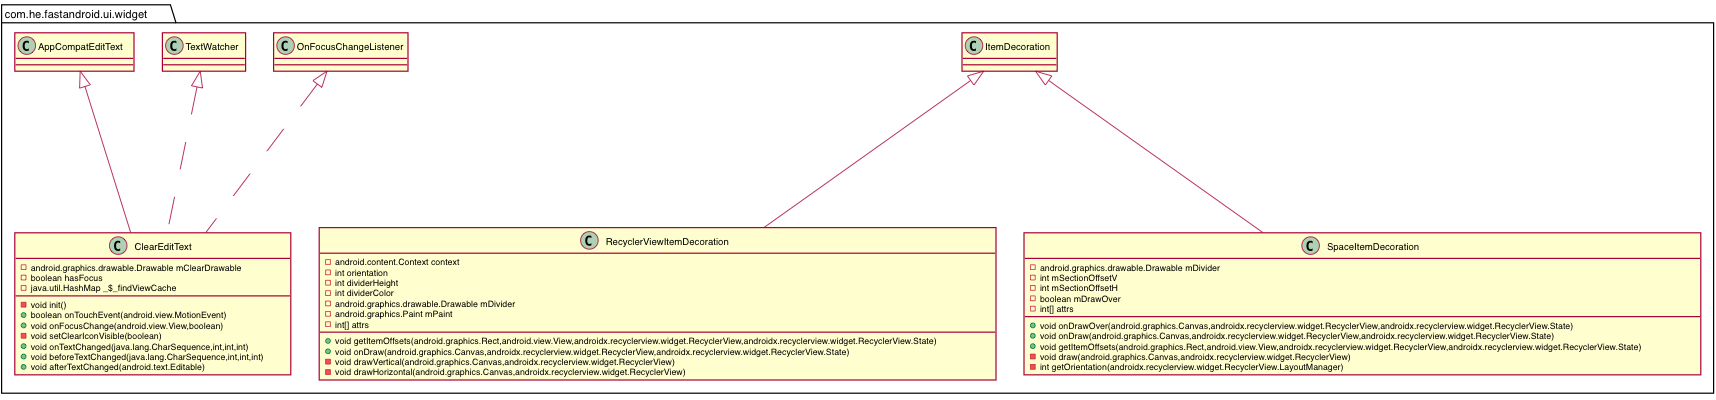 com.he.fastandroid.ui.widget
C AppCompatEditText
C TextWatcher
C OnFocusChangeListener
C ItemDecoration
C ClearEditText
android.graphics.drawable.Drawable mClearDrawable
boolean hasFocus
java.util.HashMap _$_findViewCache
void init()
boolean onTouchEvent(android.view.MotionEvent)
void onFocusChange(android.view.View,boolean)
void setClearIconVisible(boolean)
void onTextChanged(java.lang.CharSequence,int,int,int)
void beforeTextChanged(java.lang.CharSequence,int,int,int)
void afterTextChanged(android.text.Editable)
C RecyclerViewItemDecoration
android.content.Context context
int orientation
int dividerHeight
int dividerColor
android.graphics.drawable.Drawable mDivider
android.graphics.Paint mPaint
int[] attrs
void getItemOffsets(android.graphics.Rect,android.view.View,androidx.recyclerview.widget.RecyclerView,androidx.recyclerview.widget.RecyclerView.State)
void onDraw(android.graphics.Canvas,androidx.recyclerview.widget.RecyclerView,androidx.recyclerview.widget.RecyclerView.State)
void drawVertical(android.graphics.Canvas,androidx.recyclerview.widget.RecyclerView)
void drawHorizontal(android.graphics.Canvas,androidx.recyclerview.widget.RecyclerView)
C SpaceItemDecoration
android.graphics.drawable.Drawable mDivider
int mSectionOffsetV
int mSectionOffsetH
boolean mDrawOver
int[] attrs
void onDrawOver(android.graphics.Canvas,androidx.recyclerview.widget.RecyclerView,androidx.recyclerview.widget.RecyclerView.State)
void onDraw(android.graphics.Canvas,androidx.recyclerview.widget.RecyclerView,androidx.recyclerview.widget.RecyclerView.State)
void getItemOffsets(android.graphics.Rect,android.view.View,androidx.recyclerview.widget.RecyclerView,androidx.recyclerview.widget.RecyclerView.State)
void draw(android.graphics.Canvas,androidx.recyclerview.widget.RecyclerView)
int getOrientation(androidx.recyclerview.widget.RecyclerView.LayoutManager)